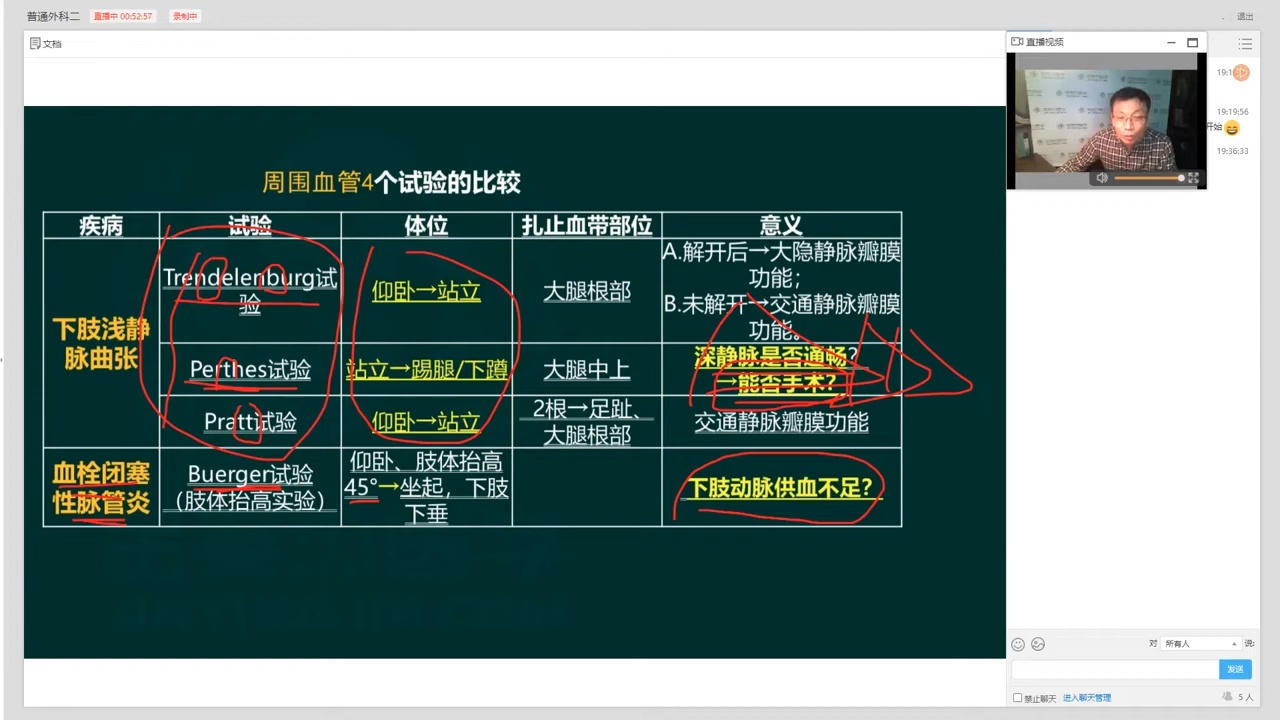 普通外科二
直播中 00:52:57
录制中
退出
文档
直播视频
19:1
19:19:56
开始
19:36:33
周围血管4个试验的比较
疾病
试验
体位
扎止血带部位
意义
下肢浅静
脉曲张
Trendelenburg试
验
仰卧→站立
大腿根部
A.解开后→大隐静脉瓣膜
功能；
B.未解开→交通静脉瓣膜
功能。
Perthes试验
站立→踢腿/下蹲
大腿中上
深静脉是否通畅?
→能否手术?
Pratt试验
仰卧→站立
2根→足趾、
大腿根部
交通静脉瓣膜功能
血栓闭塞
性脉管炎
Buerger试验
（肢体抬高实验）
仰卧、肢体抬高
45°→坐起，下肢
下垂
下肢动脉供血不足?
对
所有人
说:
发送
禁止聊天
进入聊天管理
5 人